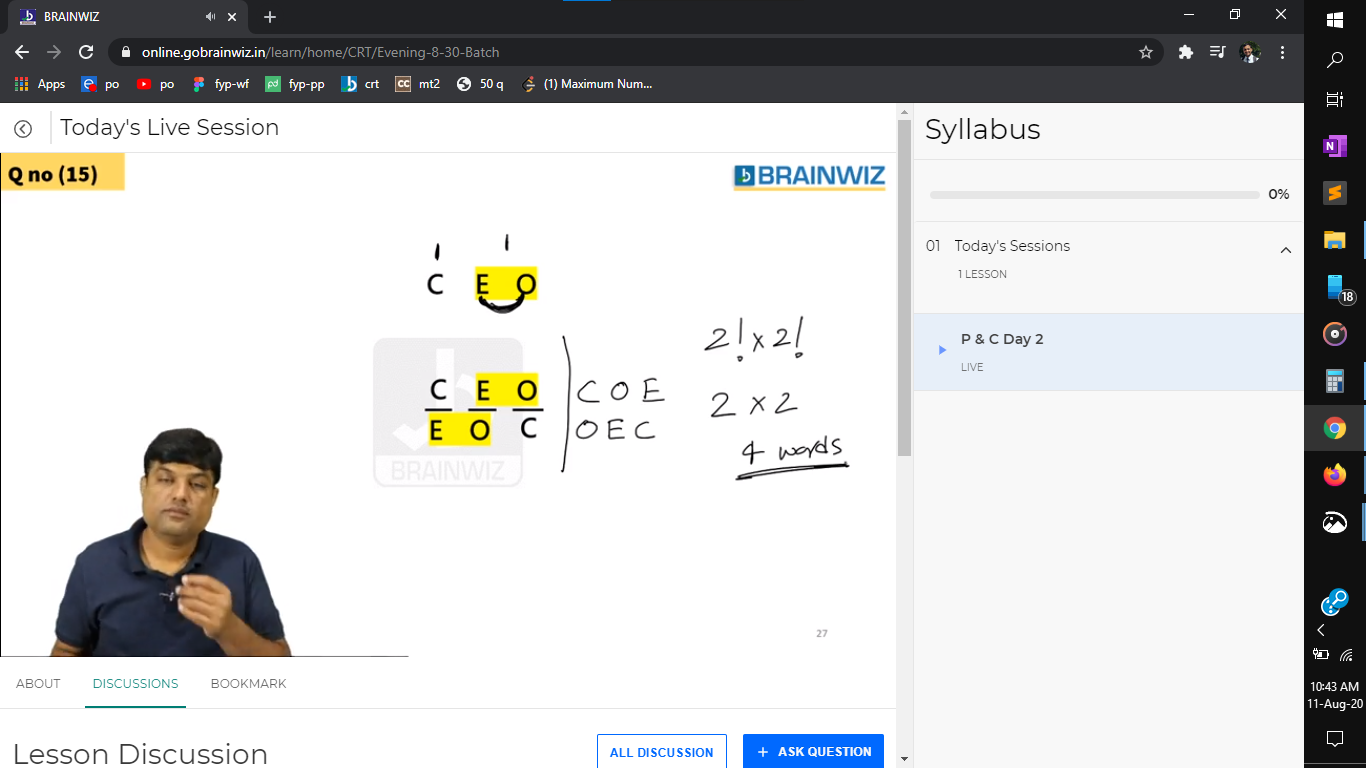 BRAINWIZ
online.gobrainwiz.in/learn/home/CRT/Evening-8-30-Batch
Apps po po fyp-wf fyp-pp crt CC mt2 50 q (1) Maximum Num...
Today's Live Session
Q no (15)
BRAINWIZ
1 1
C E O
2! x 2!
C E O C O E
2 x 2
E O C O E C
4 words
BRAINWIZ
27
ABOUT DISCUSSIONS BOOKMARK
Lesson Discussion
ALL DISCUSSION
+ ASK QUESTION
Syllabus
0%
01 Today's Sessions
1 LESSON
P & C Day 2
LIVE
N
18
10:43 AM
11-Aug-20